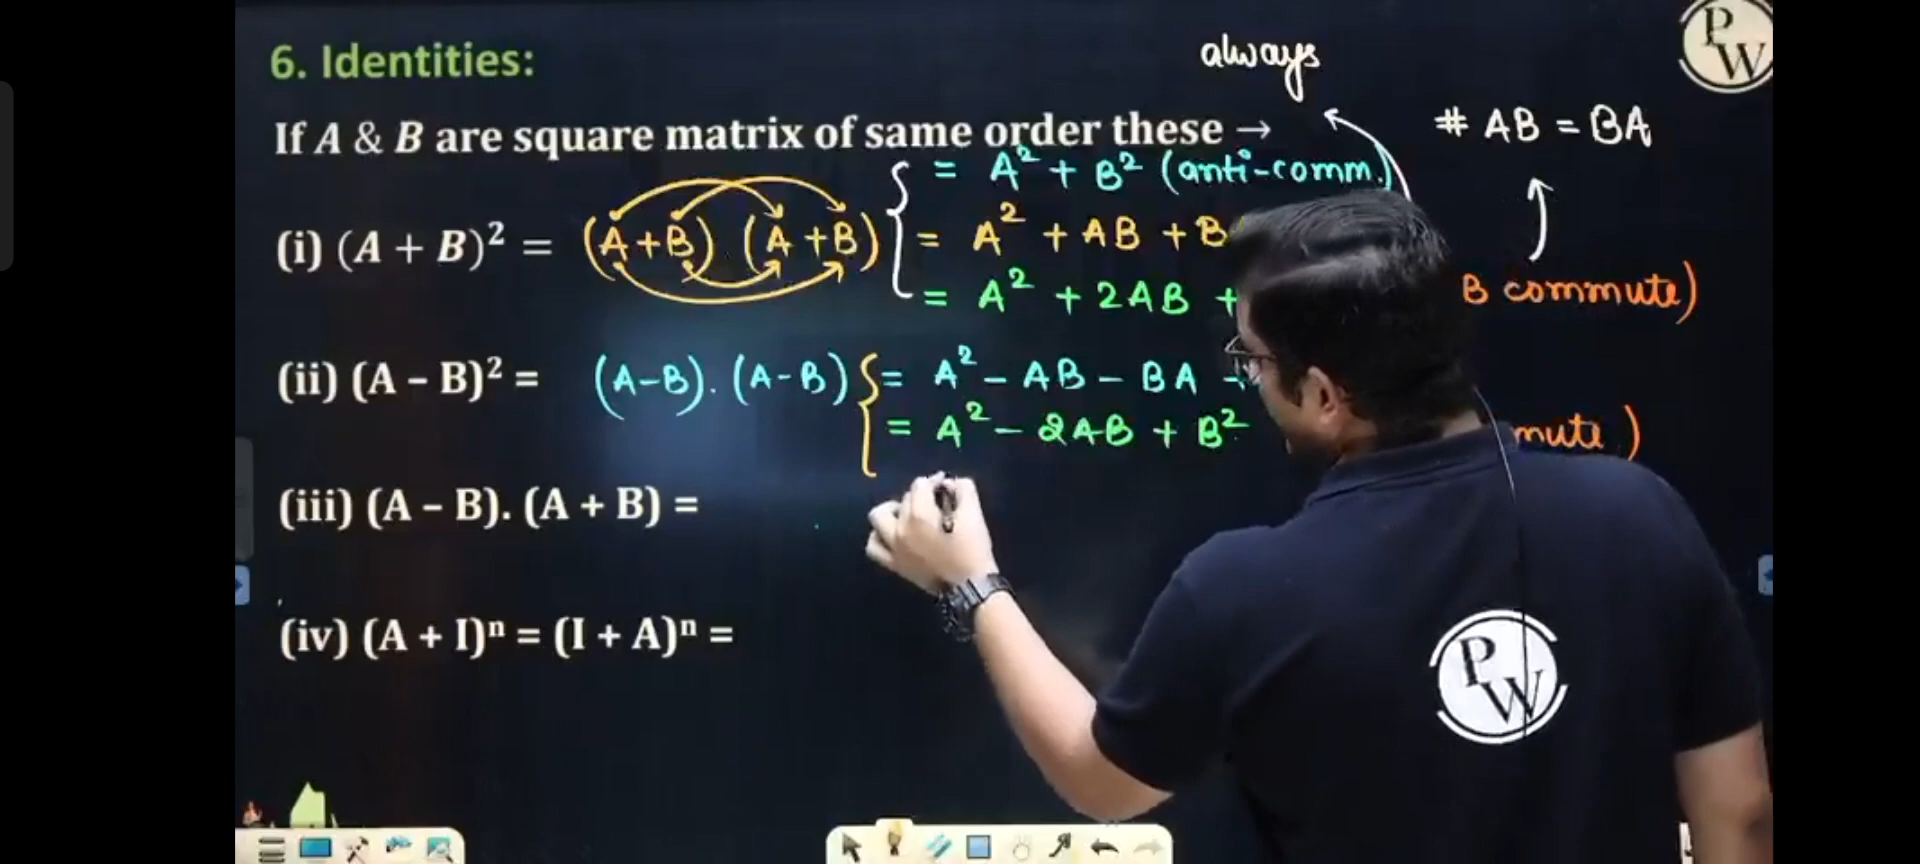 6. Identities:
always
PW
If A & B are square matrix of same order these →
# AB = BA
= A² + B² (anti-comm.)
(i) (A + B)² = (A + B) (A + B) = A² + AB + B
= A² + 2AB +
B commute)
(ii) (A – B)² = (A – B) . (A – B) = A² – AB – BA +
= A² – 2AB + B²
mute )
(iii) (A – B). (A + B) =
(iv) (A + I)ⁿ = (I + A)ⁿ =
PW